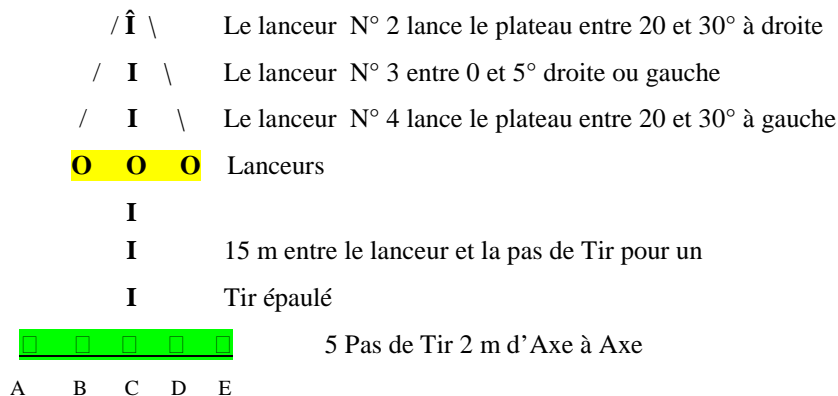 / Î \ Le lanceur N° 2 lance le plateau entre 20 et 30° à droite
/ I \ Le lanceur N° 3 entre 0 et 5° droite ou gauche
/ I \ Le lanceur N° 4 lance le plateau entre 20 et 30° à gauche
O O O Lanceurs
I
I 15 m entre le lanceur et la pas de Tir pour un
I Tir épaulé
5 Pas de Tir 2 m d’Axe à Axe
A B C D E